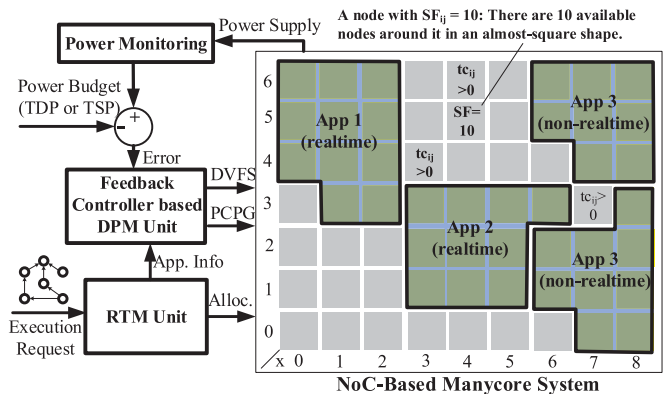 Power Supply
A node with SFij = 10: There are 10 available
nodes around it in an almost-square shape.
Power Monitoring
Power Budget
(TDP or TSP)
+
-
Error
DVFS
Feedback
Controller based
DPM Unit
PCPG
App. Info
RTM Unit
Alloc.
Execution
Request
6
5
4
3
2
1
0
y
x 0 1 2 3 4 5 6 7 8
App 1
(realtime)
tcij
>0
SF=
10
tcij
>0
App 3
(non-realtime)
App 2
(realtime)
tcij>
0
App 3
(non-realtime)
NoC-Based Manycore System